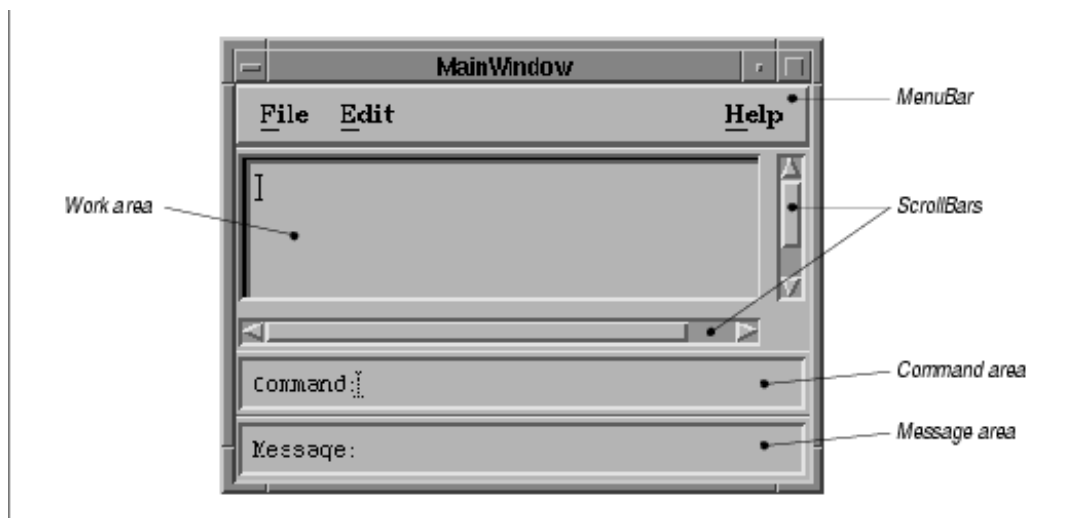 MainWindow
File Edit Help
MenuBar
Work area
ScrollBars
Command:
Command area
Message:
Message area